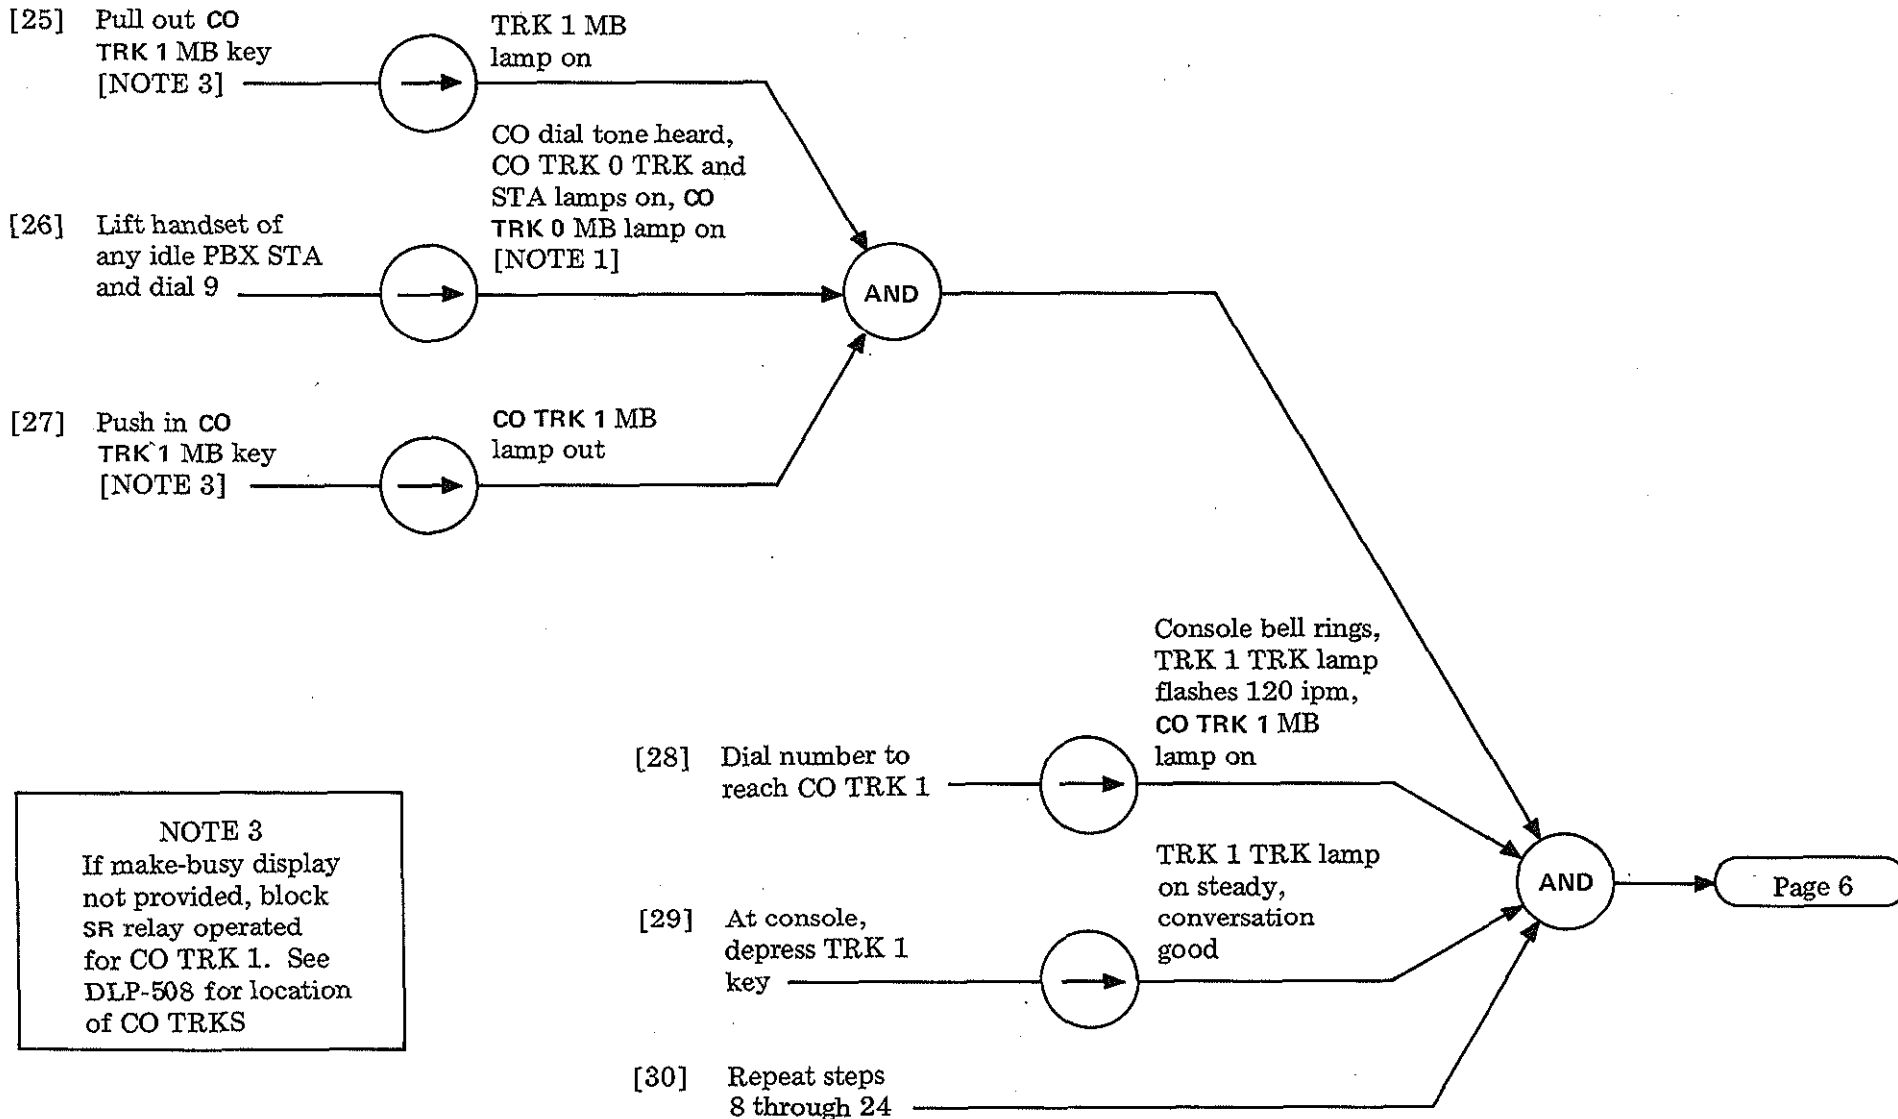 [25] Pull out CO
TRK 1 MB key
[NOTE 3]
TRK 1 MB
lamp on
[26] Lift handset of
any idle PBX STA
and dial 9
CO dial tone heard,
CO TRK 0 TRK and
STA lamps on, CO
TRK 0 MB lamp on
[NOTE 1]
AND
[27] Push in CO
TRK 1 MB key
[NOTE 3]
CO TRK 1 MB
lamp out
[28] Dial number to
reach CO TRK 1
Console bell rings,
TRK 1 TRK lamp
flashes 120 ipm,
CO TRK 1 MB
lamp on
[29] At console,
depress TRK 1
key
TRK 1 TRK lamp
on steady,
conversation
good
AND
Page 6
[30] Repeat steps
8 through 24
NOTE 3
If make-busy display
not provided, block
SR relay operated
for CO TRK 1. See
DLP-508 for location
of CO TRKS